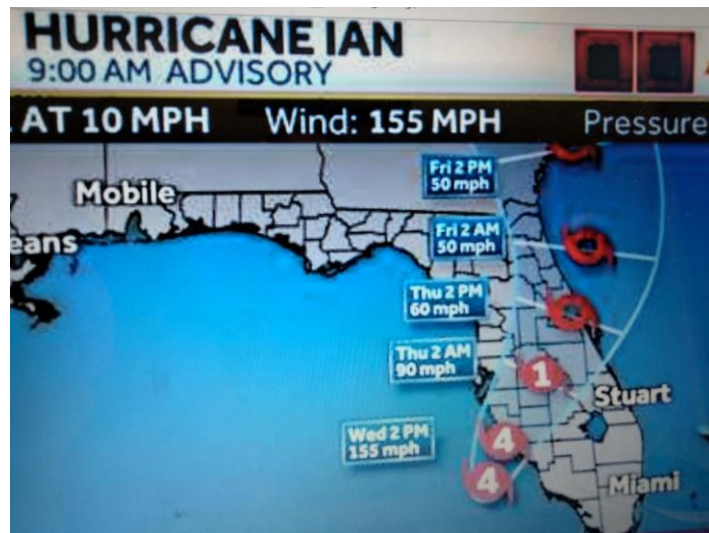 HURRICANE IAN
9:00 AM ADVISORY
AT 10 MPH Wind: 155 MPH Pressure
Fri 2 PM
50 mph
Mobile
eans
Fri 2 AM
50 mph
Thu 2 PM
60 mph
Thu 2 AM
90 mph
1
Stuart
Wed 2 PM
155 mph
4
4
Miami